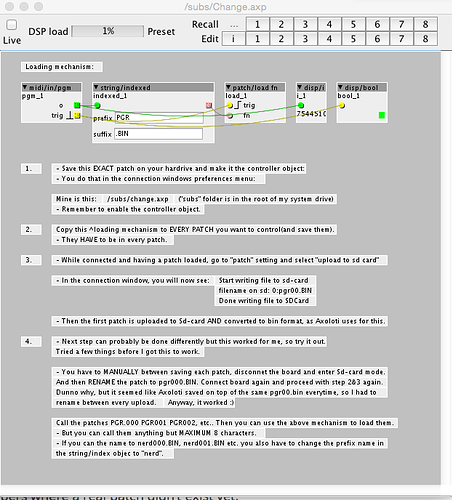 /subs/Change.axp
Live
DSP load
1%
Preset
Recall ... 1 2 3 4 5 6 7 8
Edit i 1 2 3 4 5 6 7 8
Loading mechanism:
midi/in/pgm
pgm_1
o
trig
string/indexed
indexed_1
prefix PGR
suffix .BIN
patch/load fn
load_1
trig
fn
disp/i
i_1
disp/bool
bool_1
1. - Save this EXACT patch on your hardrive and make it the controller object:
- You do that in the connection windows preferences menu:
Mine is this: /subs/change.axp ("subs" folder is in the root of my system drive)
- Remember to enable the controller object.
2. Copy this ^loading mechanism to EVERY PATCH you want to control(and save them).
- They HAVE to be in every patch.
3. - While connected and having a patch loaded, go to "patch" setting and select "upload to sd card"
- In the connection window, you will now see: Start writing file to sd-card
filename on sd: 0:pgr00.BIN
Done writing file to SDCard
- Then the first patch is uploaded to Sd-card AND converted to bin format, as Axoloti uses for this.
4. - Next step can probably be done differently but this worked for me, so try it out.
Tried a few things before I got this to work.
- You have to MANUALLY between saving each patch, disconnet the board and enter Sd-card mode.
And then RENAME the patch to pgr000.BIN. Connect board again and proceed with step 2&3 again.
Dunno why, but it seemed like Axoloti saved on top of the same pgr00.bin everytime, so I had to
rename between every upload. Anyway, it worked :)
Call the patches PGR.000 PGR001 PGR002, etc.. Then you can use the above mechanism to load them.
- But you can call them anything but MAXIMUM 8 characters.
- If you can the name to nerd000.BIN, nerd001.BIN etc. you also have to change the prefix name in
the string/index objec to "nerd".